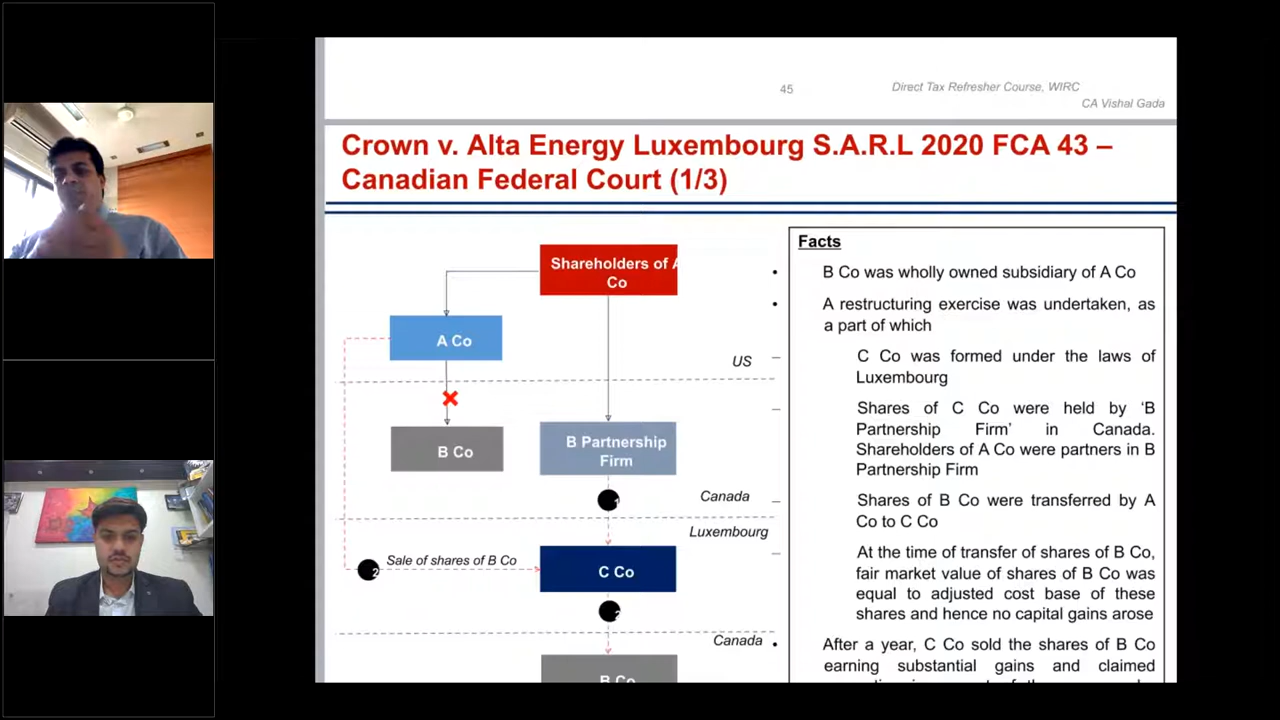 45
Direct Tax Refresher Course, WIRC
CA Vishal Gada
Crown v. Alta Energy Luxembourg S.A.R.L 2020 FCA 43 –
Canadian Federal Court (1/3)
Shareholders of A
Co
A Co
US
B Co
B Partnership
Firm
Canada
Luxembourg
2
Sale of shares of B Co
C Co
Canada
B Co
Facts
• B Co was wholly owned subsidiary of A Co
• A restructuring exercise was undertaken, as
a part of which
– C Co was formed under the laws of
Luxembourg
– Shares of C Co were held by ‘B
Partnership Firm’ in Canada.
Shareholders of A Co were partners in B
Partnership Firm
– Shares of B Co were transferred by A
Co to C Co
– At the time of transfer of shares of B Co,
fair market value of shares of B Co was
equal to adjusted cost base of these
shares and hence no capital gains arose
• After a year, C Co sold the shares of B Co
earning substantial gains and claimed